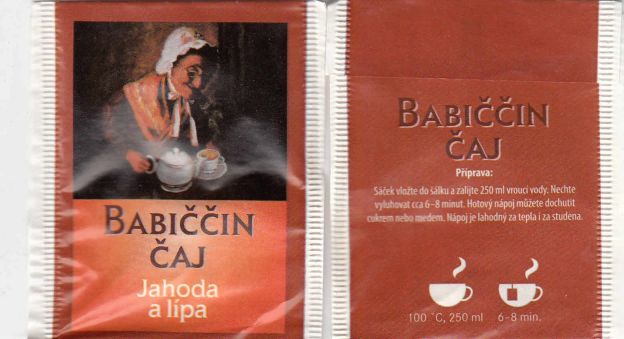 BABIČČIN
ČAJ
Jahoda
a lípa
BABIČČIN
ČAJ
Příprava:
Sáček vložte do šálku a zalijte 250 ml vroucí vody. Nechte
vyluhovat cca 6–8 minut. Hotový nápoj můžete dochutit
cukrem nebo medem. Nápoj je lahodný za tepla i za studena.
100 °C, 250 ml 6-8 min.